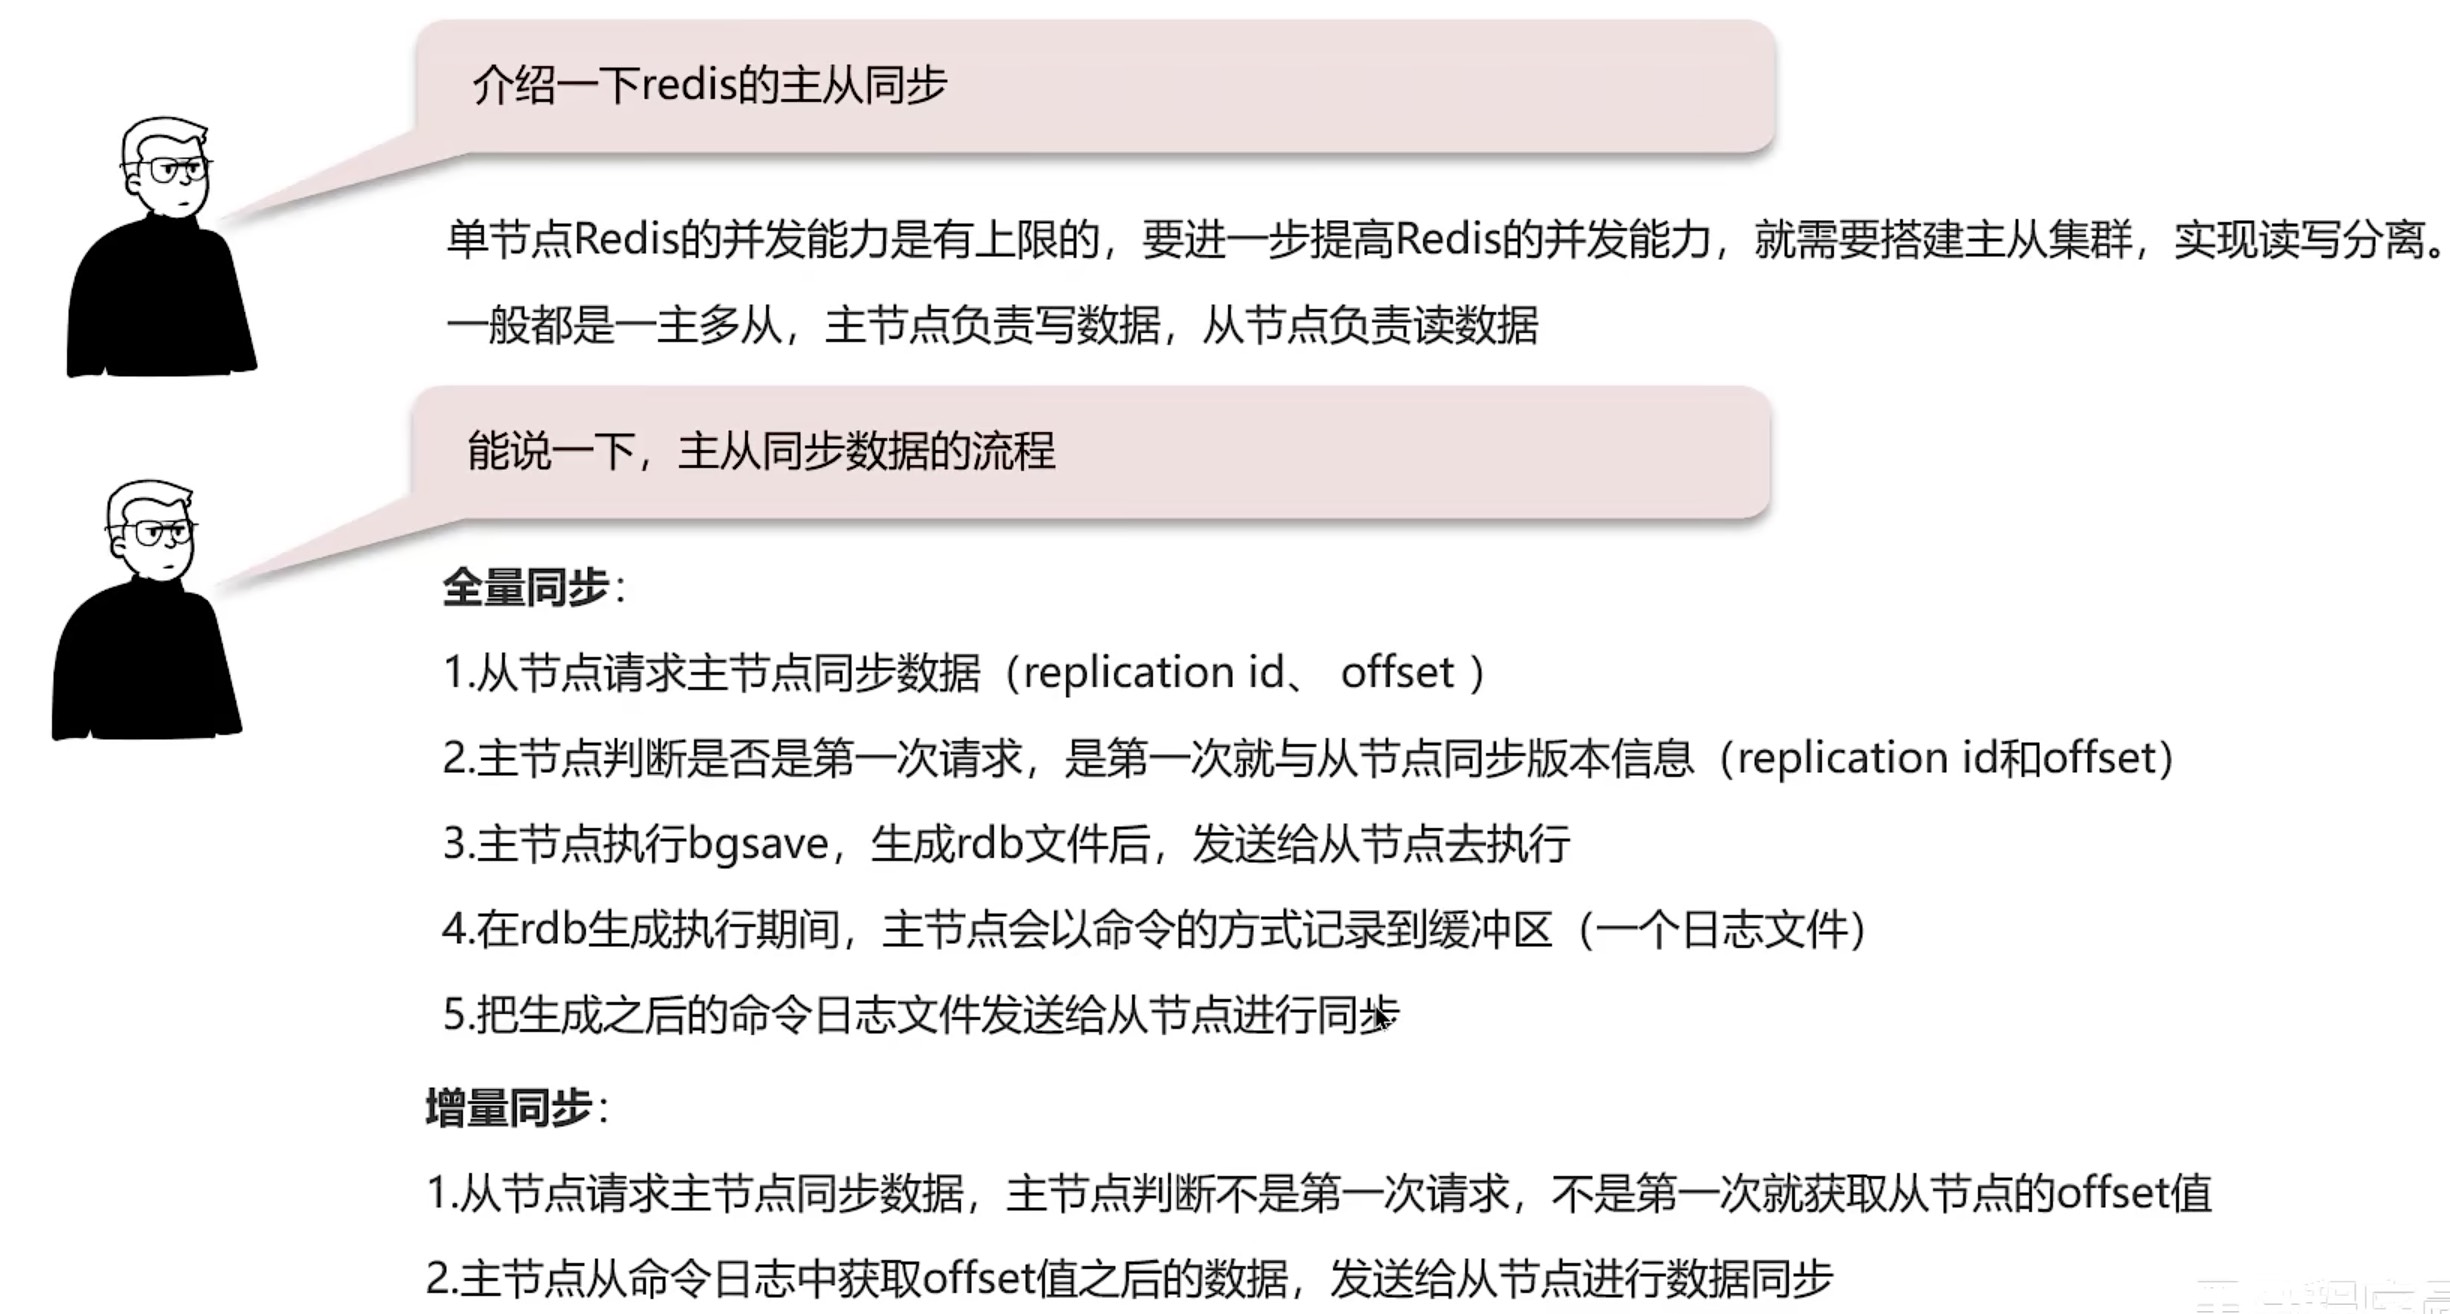 介绍一下redis的主从同步
单节点Redis的并发能力是有上限的，要进一步提高Redis的并发能力，就需要搭建主从集群，实现读写分离。
一般都是一主多从，主节点负责写数据，从节点负责读数据
能说一下，主从同步数据的流程
全量同步：
1.从节点请求主节点同步数据（replication id、 offset ）
2.主节点判断是否是第一次请求，是第一次就与从节点同步版本信息（replication id和offset）
3.主节点执行bgsave，生成rdb文件后，发送给从节点去执行
4.在rdb生成执行期间，主节点会以命令的方式记录到缓冲区（一个日志文件）
5.把生成之后的命令日志文件发送给从节点进行同步
增量同步：
1.从节点请求主节点同步数据，主节点判断不是第一次请求，不是第一次就获取从节点的offset值
2.主节点从命令日志中获取offset值之后的数据，发送给从节点进行数据同步